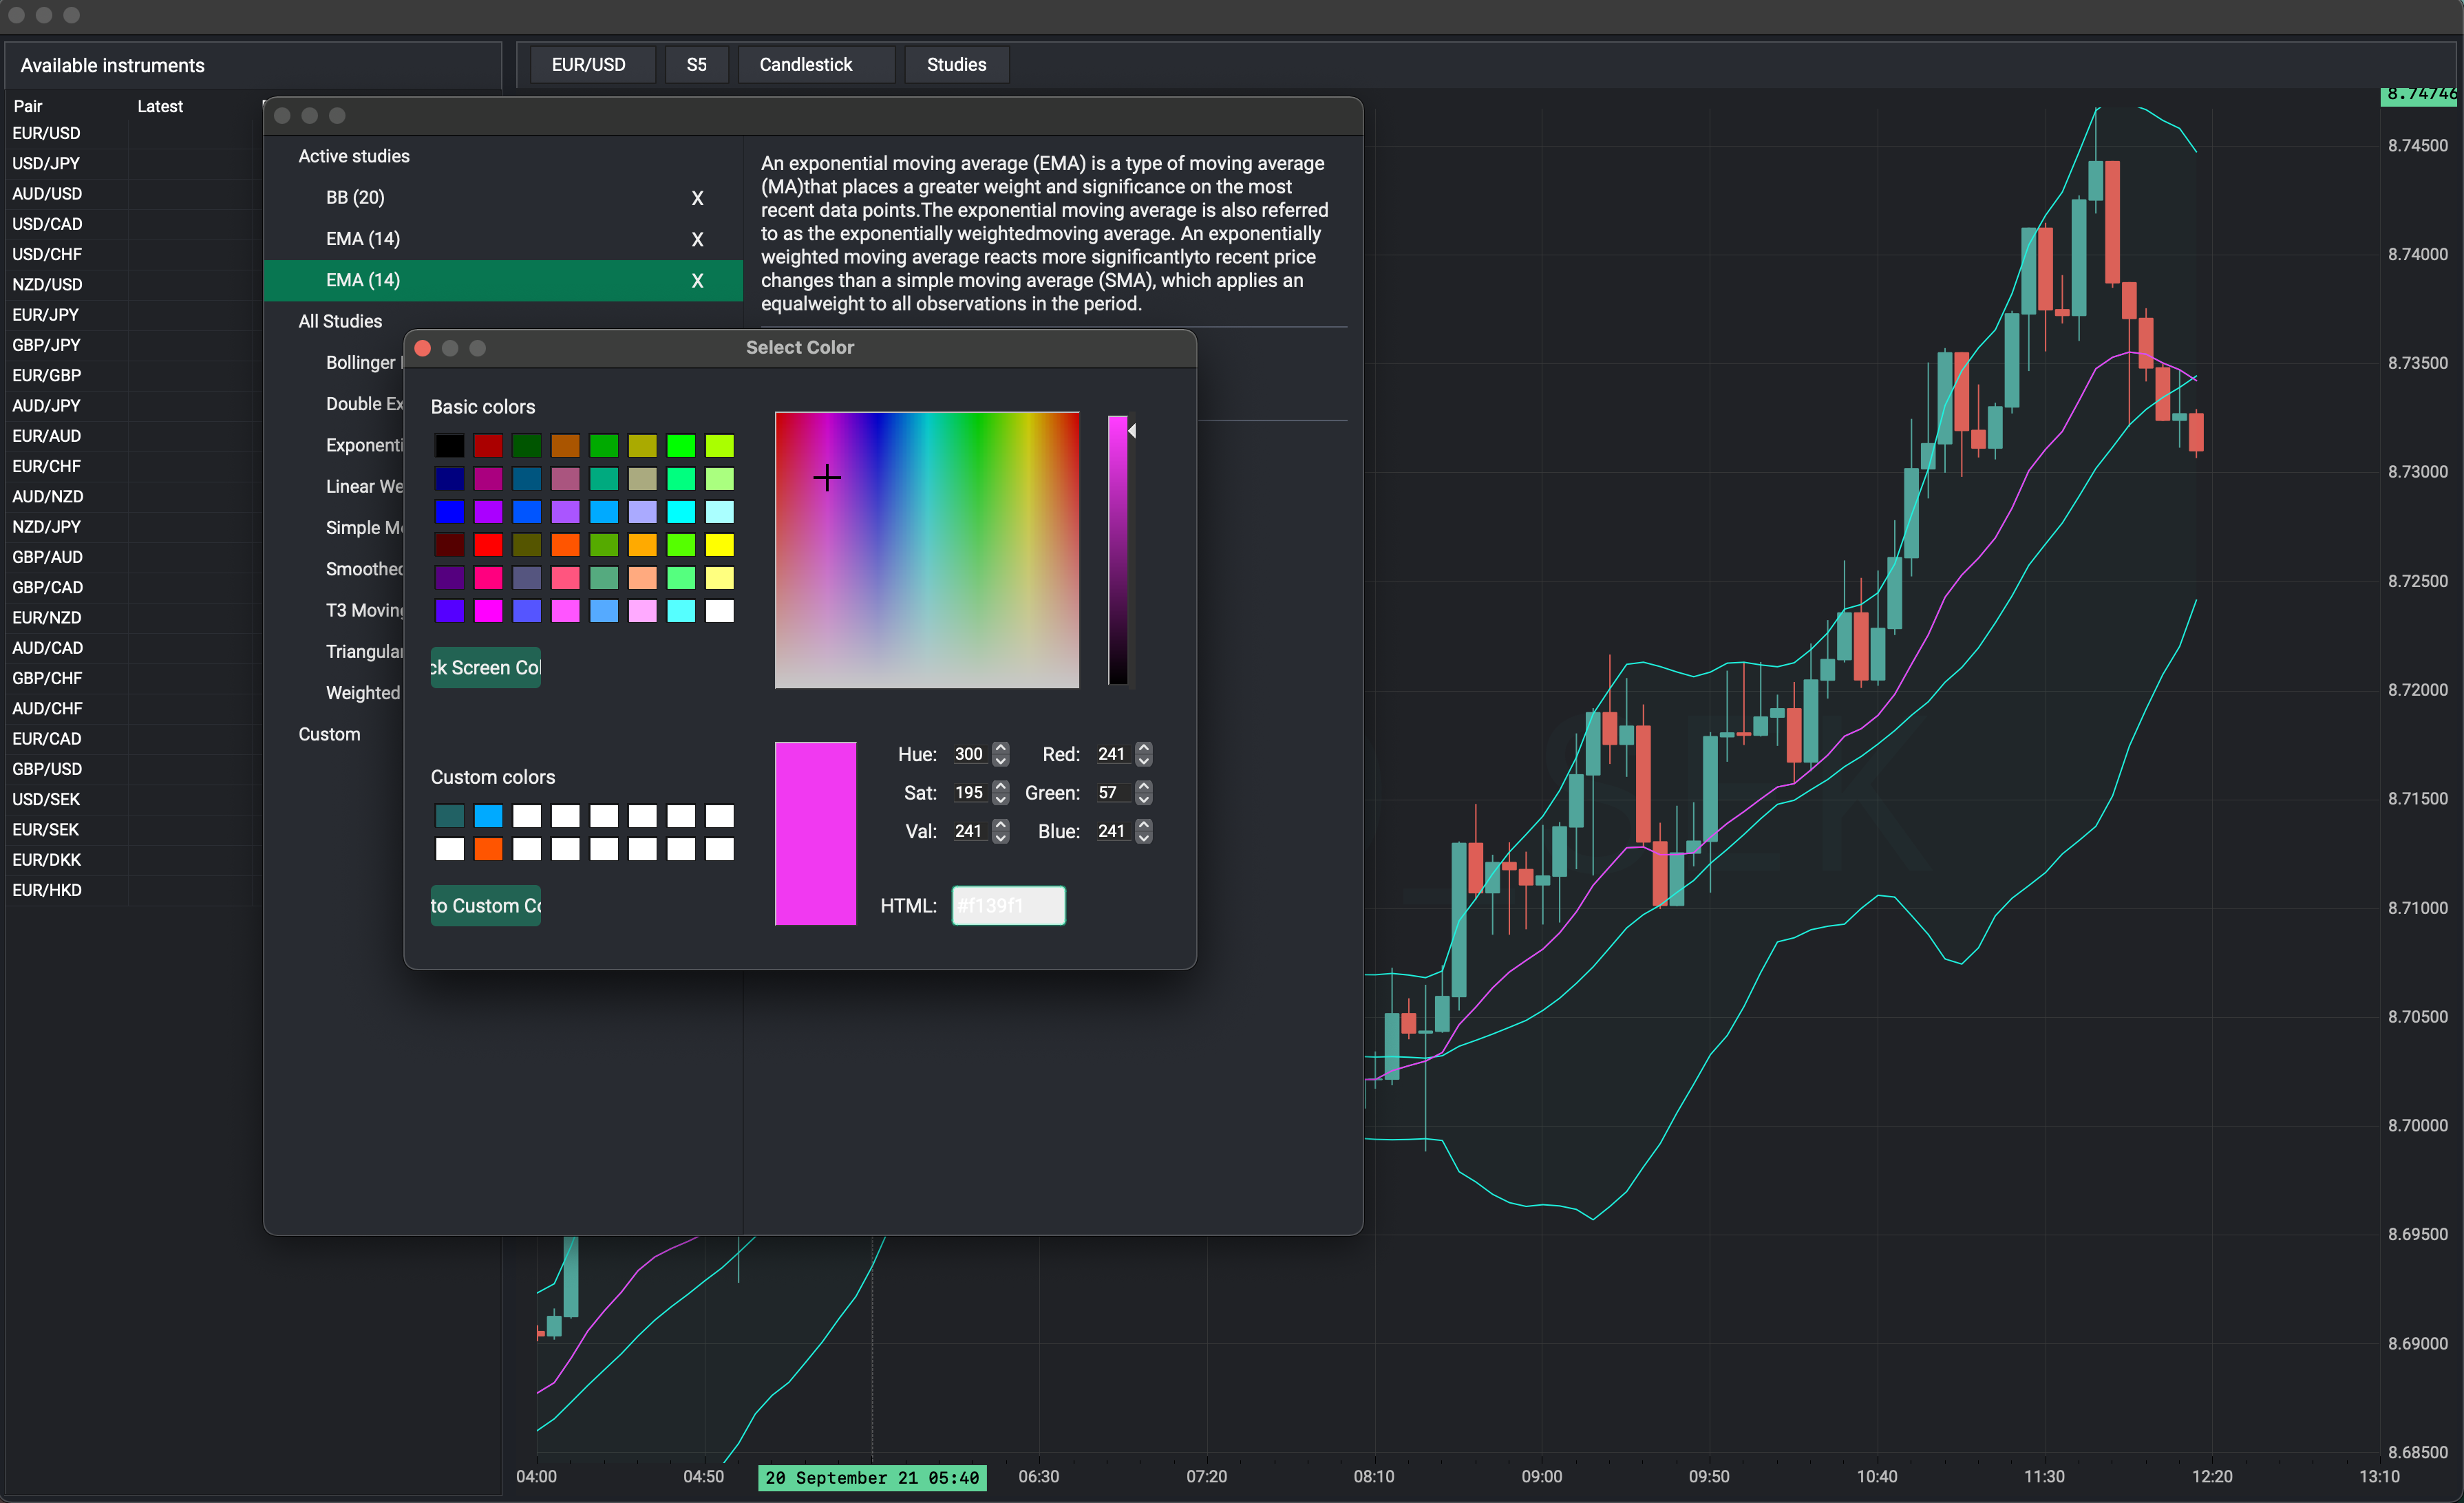 Available instruments
EUR/USD
S5
Candlestick
Studies
Pair
Latest
EUR/USD
USD/JPY
AUD/USD
USD/CAD
USD/CHF
NZD/USD
EUR/JPY
GBP/JPY
EUR/GBP
AUD/JPY
EUR/AUD
EUR/CHF
AUD/NZD
NZD/JPY
GBP/AUD
GBP/CAD
EUR/NZD
AUD/CAD
GBP/CHF
AUD/CHF
EUR/CAD
GBP/USD
USD/SEK
EUR/SEK
EUR/DKK
EUR/HKD
Active studies
BB (20) X
EMA (14) X
EMA (14) X
All Studies
Bollinger
Double Ex
Exponenti
Linear We
Simple Mo
Smoothed
T3 Moving
Triangular
Weighted
Custom
An exponential moving average (EMA) is a type of moving average
(MA)that places a greater weight and significance on the most
recent data points.The exponential moving average is also referred
to as the exponentially weightedmoving average. An exponentially
weighted moving average reacts more significantlyto recent price
changes than a simple moving average (SMA), which applies an
equalweight to all observations in the period.
Select Color
Basic colors
ck Screen Col
Custom colors
to Custom Co
Hue: 300 Red: 241
Sat: 195 Green: 57
Val: 241 Blue: 241
HTML: #f139f1
8.74746
8.74500
8.74000
8.73500
8.73000
8.72500
8.72000
8.71500
8.71000
8.70500
8.70000
8.69500
8.69000
8.68500
04:00
04:50
20 September 21 05:40
06:30
07:20
08:10
09:00
09:50
10:40
11:30
12:20
13:10